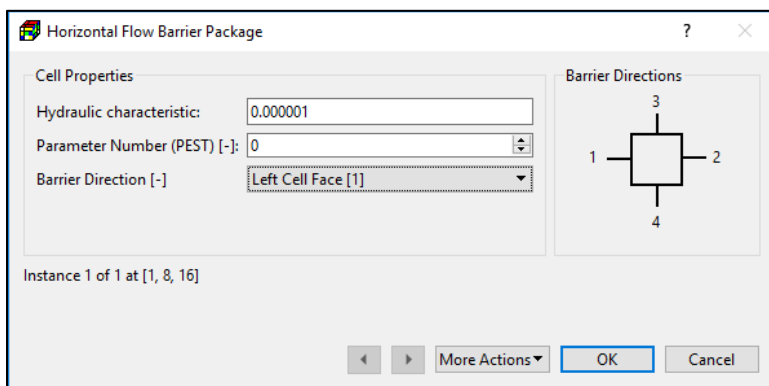 Horizontal Flow Barrier Package
?
Cell Properties
Hydraulic characteristic: 0.000001
Parameter Number (PEST) [-]: 0
Barrier Direction [-] Left Cell Face [1]
Barrier Directions
3
1 2
4
Instance 1 of 1 at [1, 8, 16]
More Actions OK Cancel